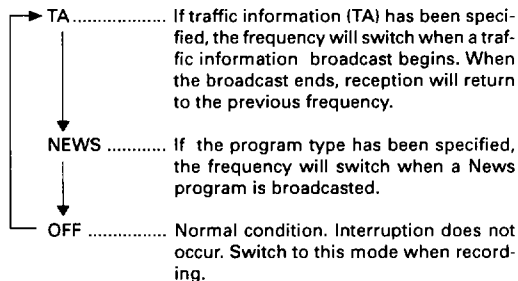 TA ................ If traffic information (TA) has been speci-
fied, the frequency will switch when a traf-
fic information broadcast begins. When
the broadcast ends, reception will return
to the previous frequency.
NEWS ............ If the program type has been specified,
the frequency will switch when a News
program is broadcasted.
OFF ................ Normal condition. Interruption does not
occur. Switch to this mode when record-
ing.